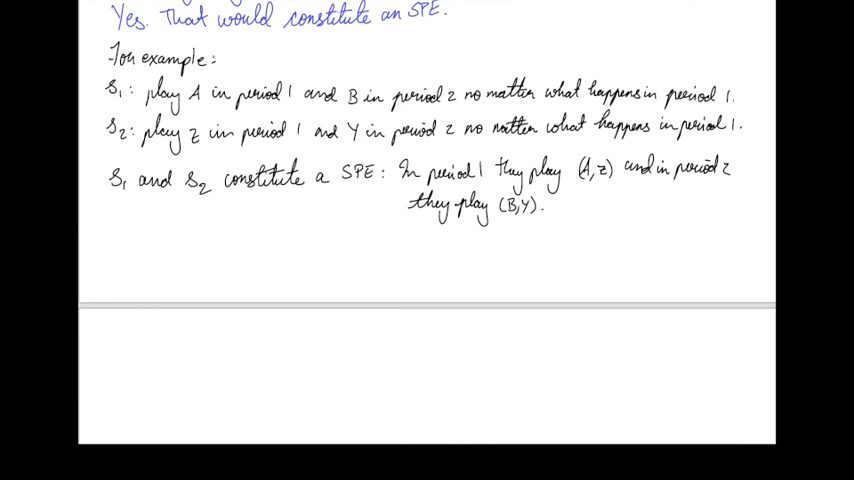 Yes. That would constitute an SPE.
For example:
S₁: play A in period 1 and B in period 2 no matter what happens in period 1.
S₂: play Z in period 1 and Y in period 2 no matter what happens in period 1.
S₁ and S₂ constitute a SPE: In period 1 they play (A,Z) and in period 2
they play (B,Y).